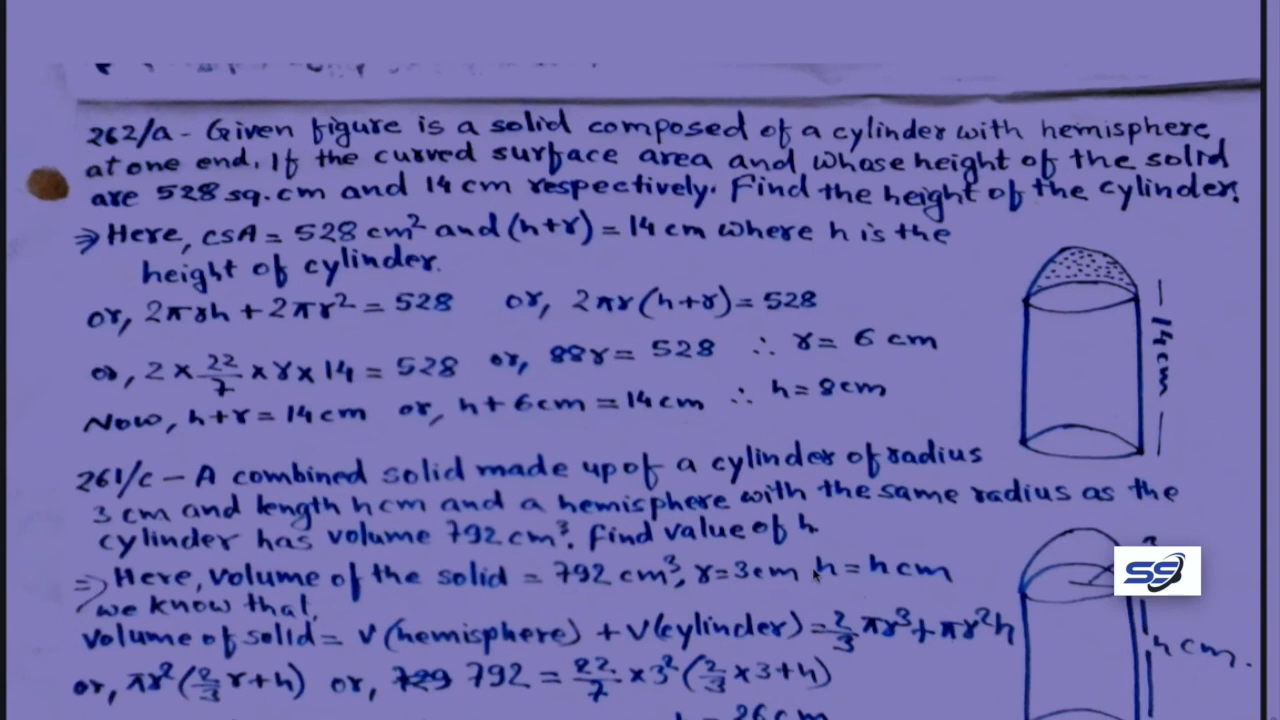 262/a - Given figure is a solid composed of a cylinder with hemisphere
at one end. If the curved surface area and whose height of the solid
are 528 sq.cm and 14 cm respectively. Find the height of the cylinder.
⇒ Here, CSA = 528 cm² and (h+r) = 14 cm where h is the
height of cylinder.
or, 2πrh + 2πr² = 528 or, 2πr(h+r) = 528
or, 2 × 22/7 × r × 14 = 528 or, 88r = 528 ∴ r = 6 cm
Now, h+r = 14 cm or, h + 6cm = 14cm ∴ h = 8cm
14cm
261/c - A combined solid made up of a cylinder of radius
3 cm and length h cm and a hemisphere with the same radius as the
cylinder has volume 792 cm³. Find value of h
⇒ Here, Volume of the solid = 792 cm³, r=3cm h = h cm
we know that,
Volume of solid = V(hemisphere) + V(cylinder) = 2/3 πr³ + πr²h
or, πr²(2/3 r + h) or, 729 792 = 22/7 × 3²(2/3 × 3 + h)
h cm.
26cm
S9